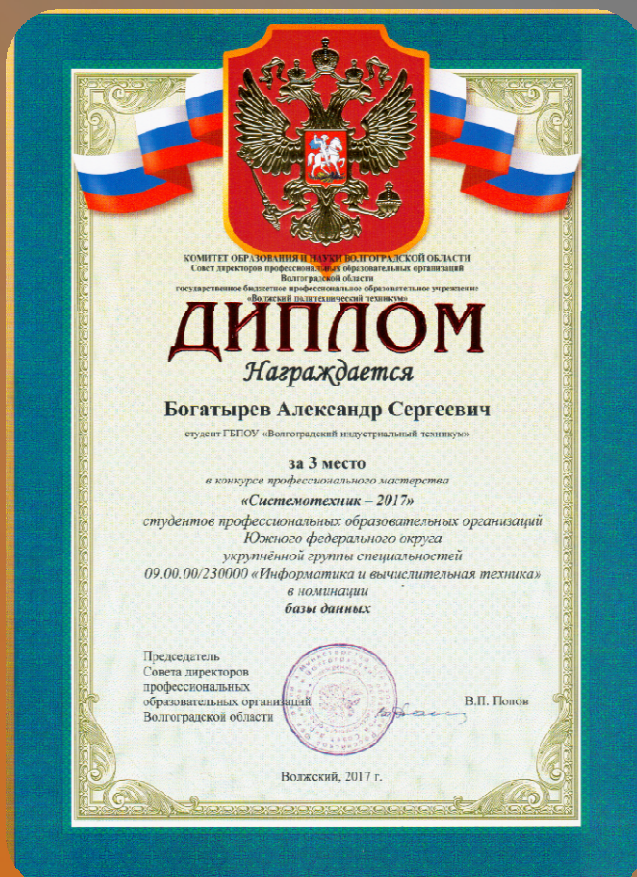 КОМИТЕТ ОБРАЗОВАНИЯ И НАУКИ ВОЛГОГРАДСКОЙ ОБЛАСТИ
Совет директоров профессиональных образовательных организаций
Волгоградской области
государственное бюджетное профессиональное образовательное учреждение
«Волжский политехнический техникум»
ДИПЛОМ
Награждается
Богатырев Александр Сергеевич
студент ГБПОУ «Волгоградский индустриальный техникум»
за 3 место
в конкурсе профессионального мастерства
«Системотехник – 2017»
студентов профессиональных образовательных организаций
Южного федерального округа
укрупнённой группы специальностей
09.00.00/230000 «Информатика и вычислительная техника»
в номинации
базы данных
Председатель
Совета директоров
профессиональных
образовательных организаций
Волгоградской области
В.П. Попов
Волжский, 2017 г.